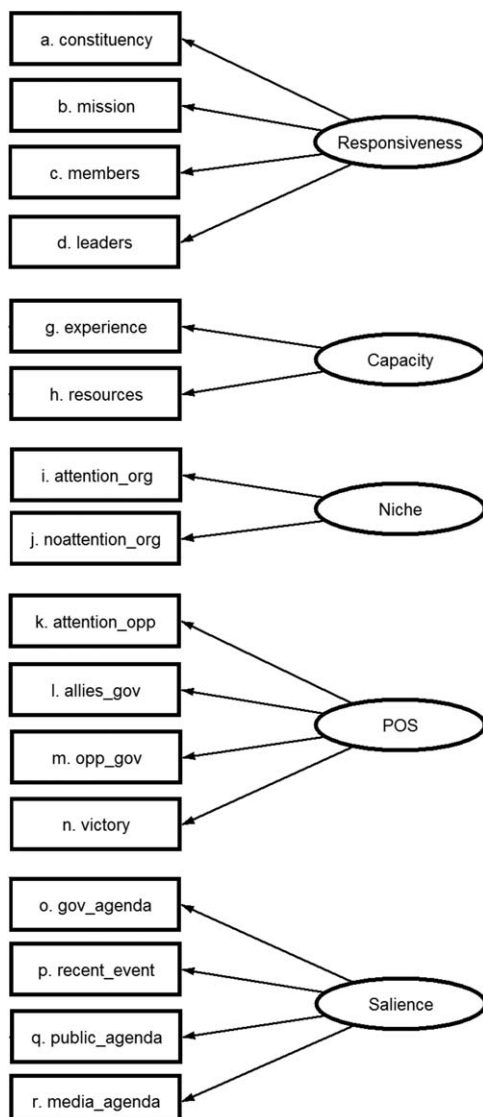 a. constituency
b. mission
c. members
d. leaders
Responsiveness
g. experience
h. resources
Capacity
i. attention_org
j. noattention_org
Niche
k. attention_opp
l. allies_gov
m. opp_gov
n. victory
POS
o. gov_agenda
p. recent_event
q. public_agenda
r. media_agenda
Salience